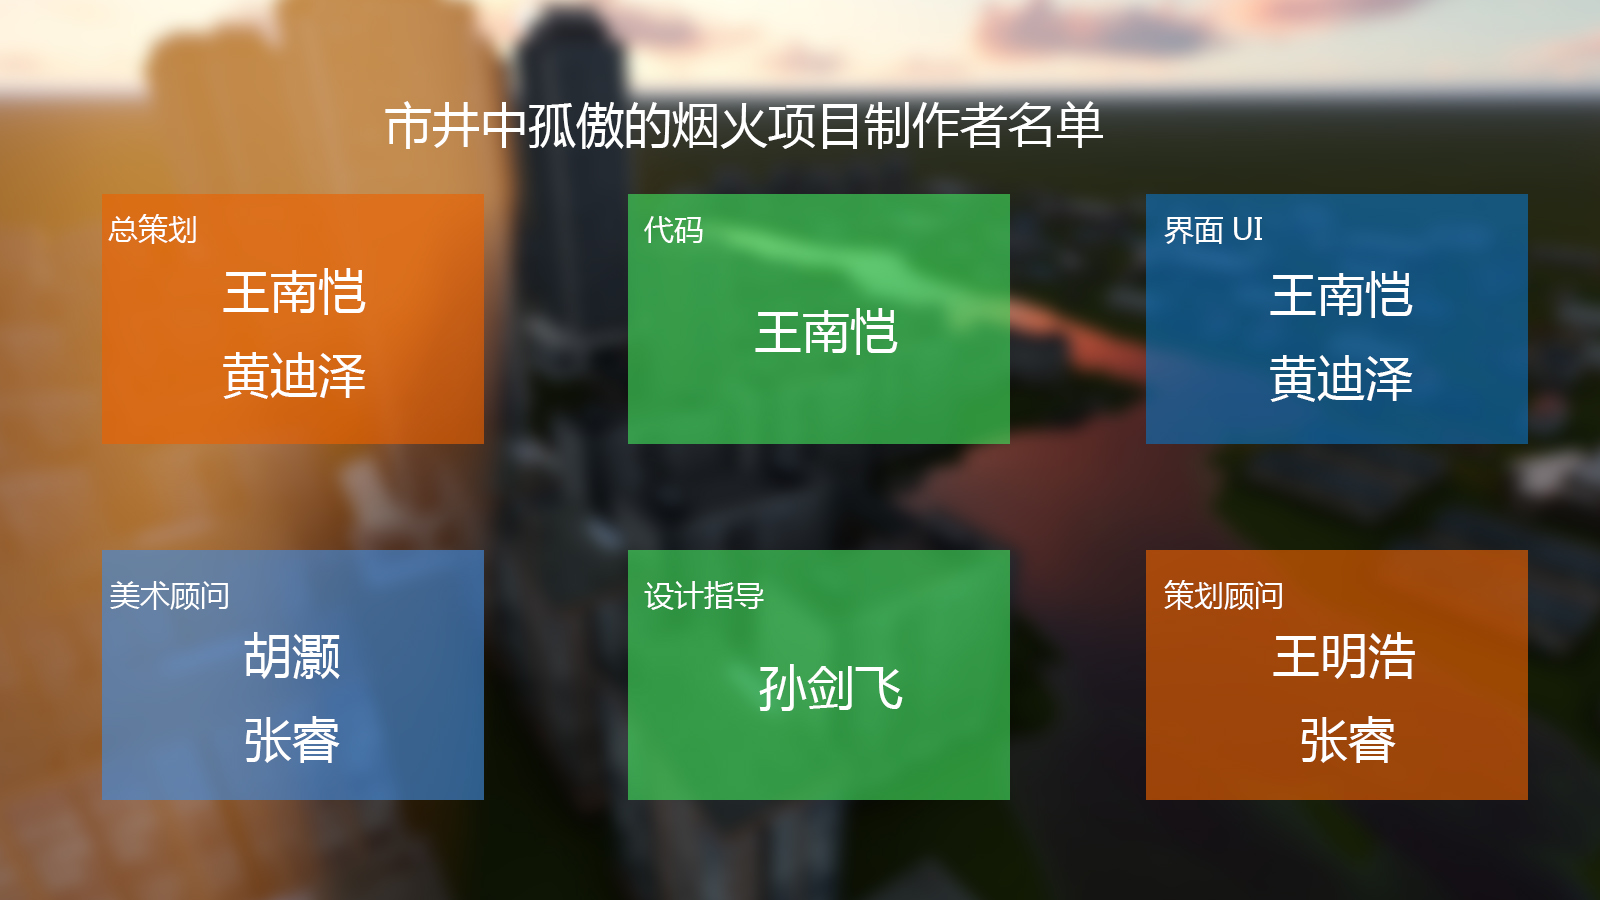 市井中孤傲的烟火项目制作者名单
总策划
王南恺
黄迪泽
代码
王南恺
界面 UI
王南恺
黄迪泽
美术顾问
胡灏
张睿
设计指导
孙剑飞
策划顾问
王明浩
张睿